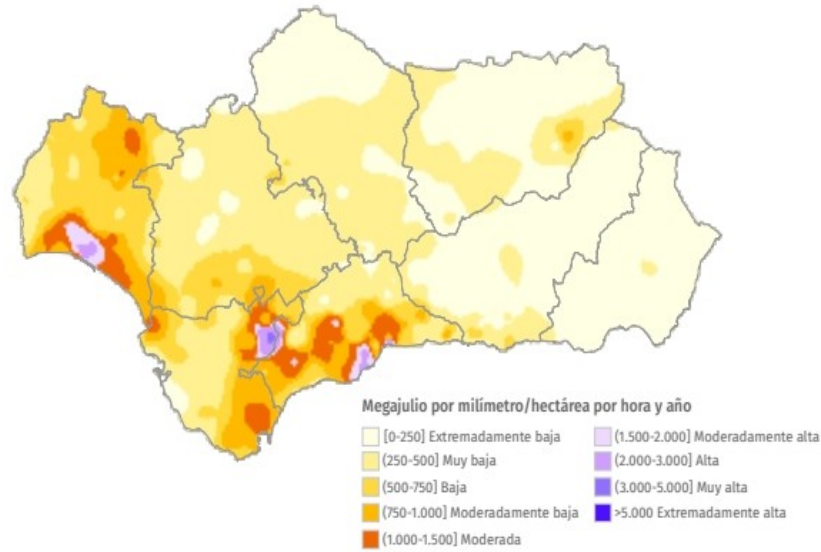 Megajulio por milímetro/hectárea por hora y año
[0-250] Extremadamente baja
(250-500] Muy baja
(500-750] Baja
(750-1.000] Moderadamente baja
(1.000-1.500] Moderada
(1.500-2.000] Moderadamente alta
(2.000-3.000] Alta
(3.000-5.000] Muy alta
>5.000 Extremadamente alta